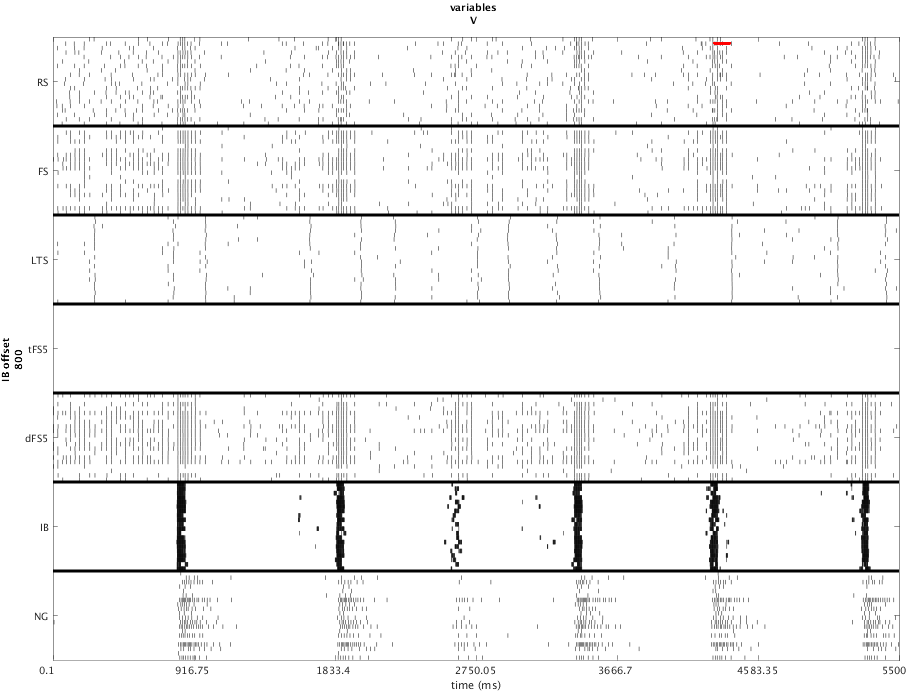 variables
V
RS
FS
LTS
tFS5
dFS5
IB
NG
IB offset
800
0.1
916.75
1833.4
2750.05
3666.7
4583.35
5500
time (ms)